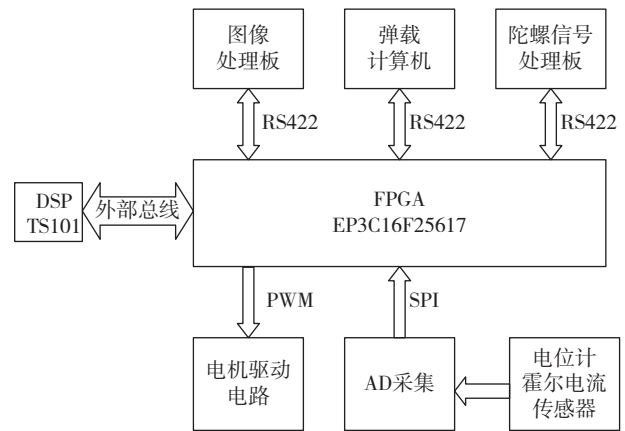 图像
处理板
弹载
计算机
陀螺信号
处理板
RS422
RS422
RS422
DSP
TS101
外部总线
FPGA
EP3C16F25617
PWM
SPI
电机驱动
电路
AD采集
电位计
霍尔电流
传感器